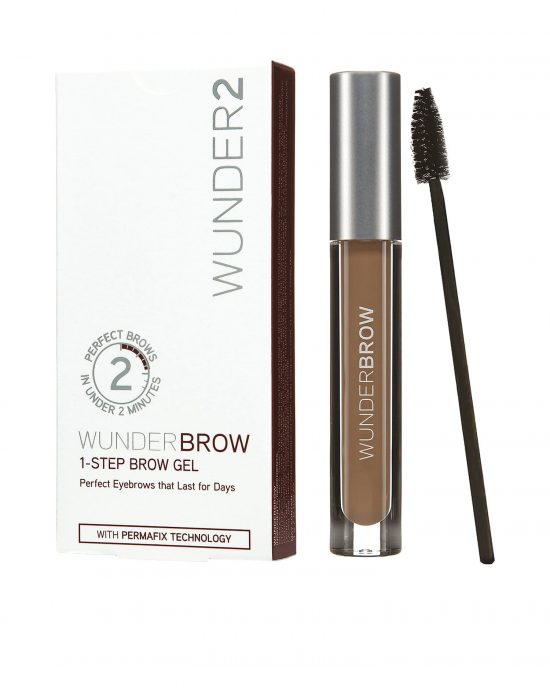 WUNDER2
PERFECT BROWS
2
IN UNDER 2 MINUTES
WUNDERBROW
1-STEP BROW GEL
Perfect Eyebrows that Last for Days
WITH PERMAFIX TECHNOLOGY
WUNDERBROW